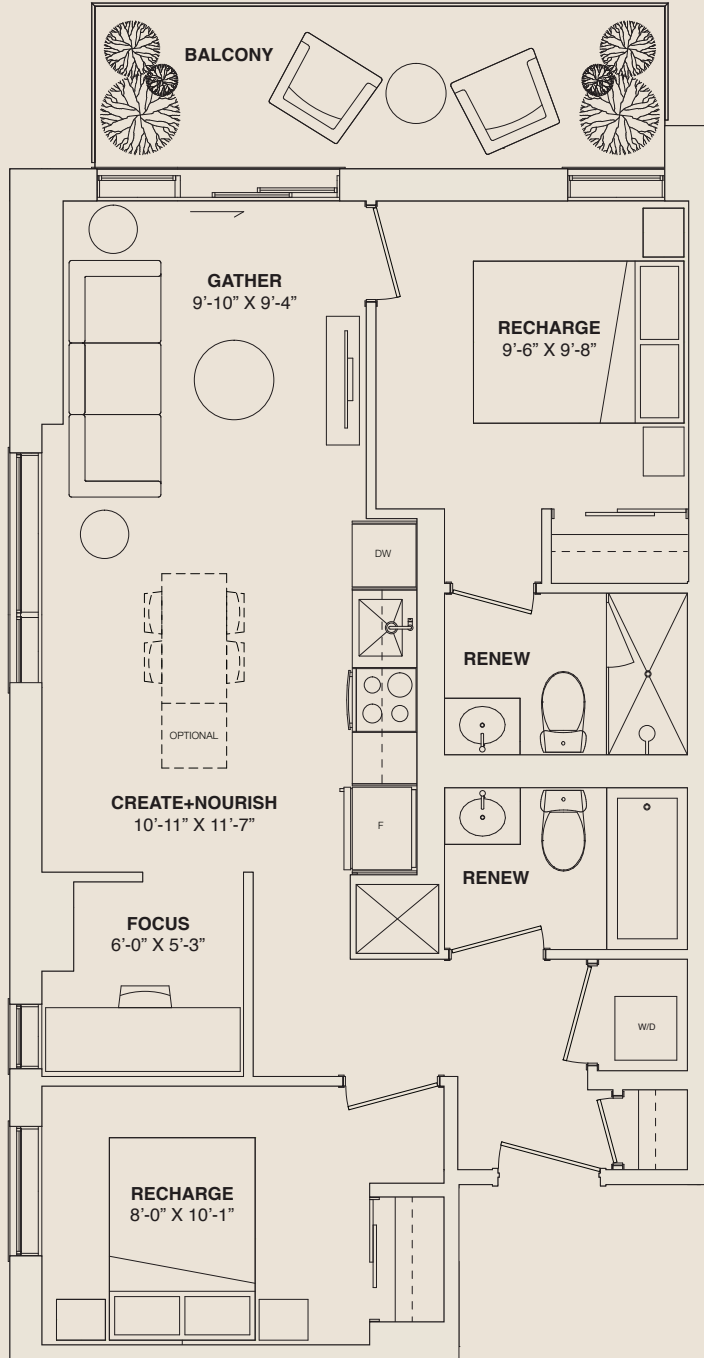 BALCONY
GATHER
9’-10” X 9’-4”
RECHARGE
9’-6” X 9’-8”
DW
RENEW
OPTIONAL
CREATE+NOURISH
10’-11” X 11’-7”
F
RENEW
FOCUS
6’-0” X 5’-3”
W/D
RECHARGE
8’-0” X 10’-1”